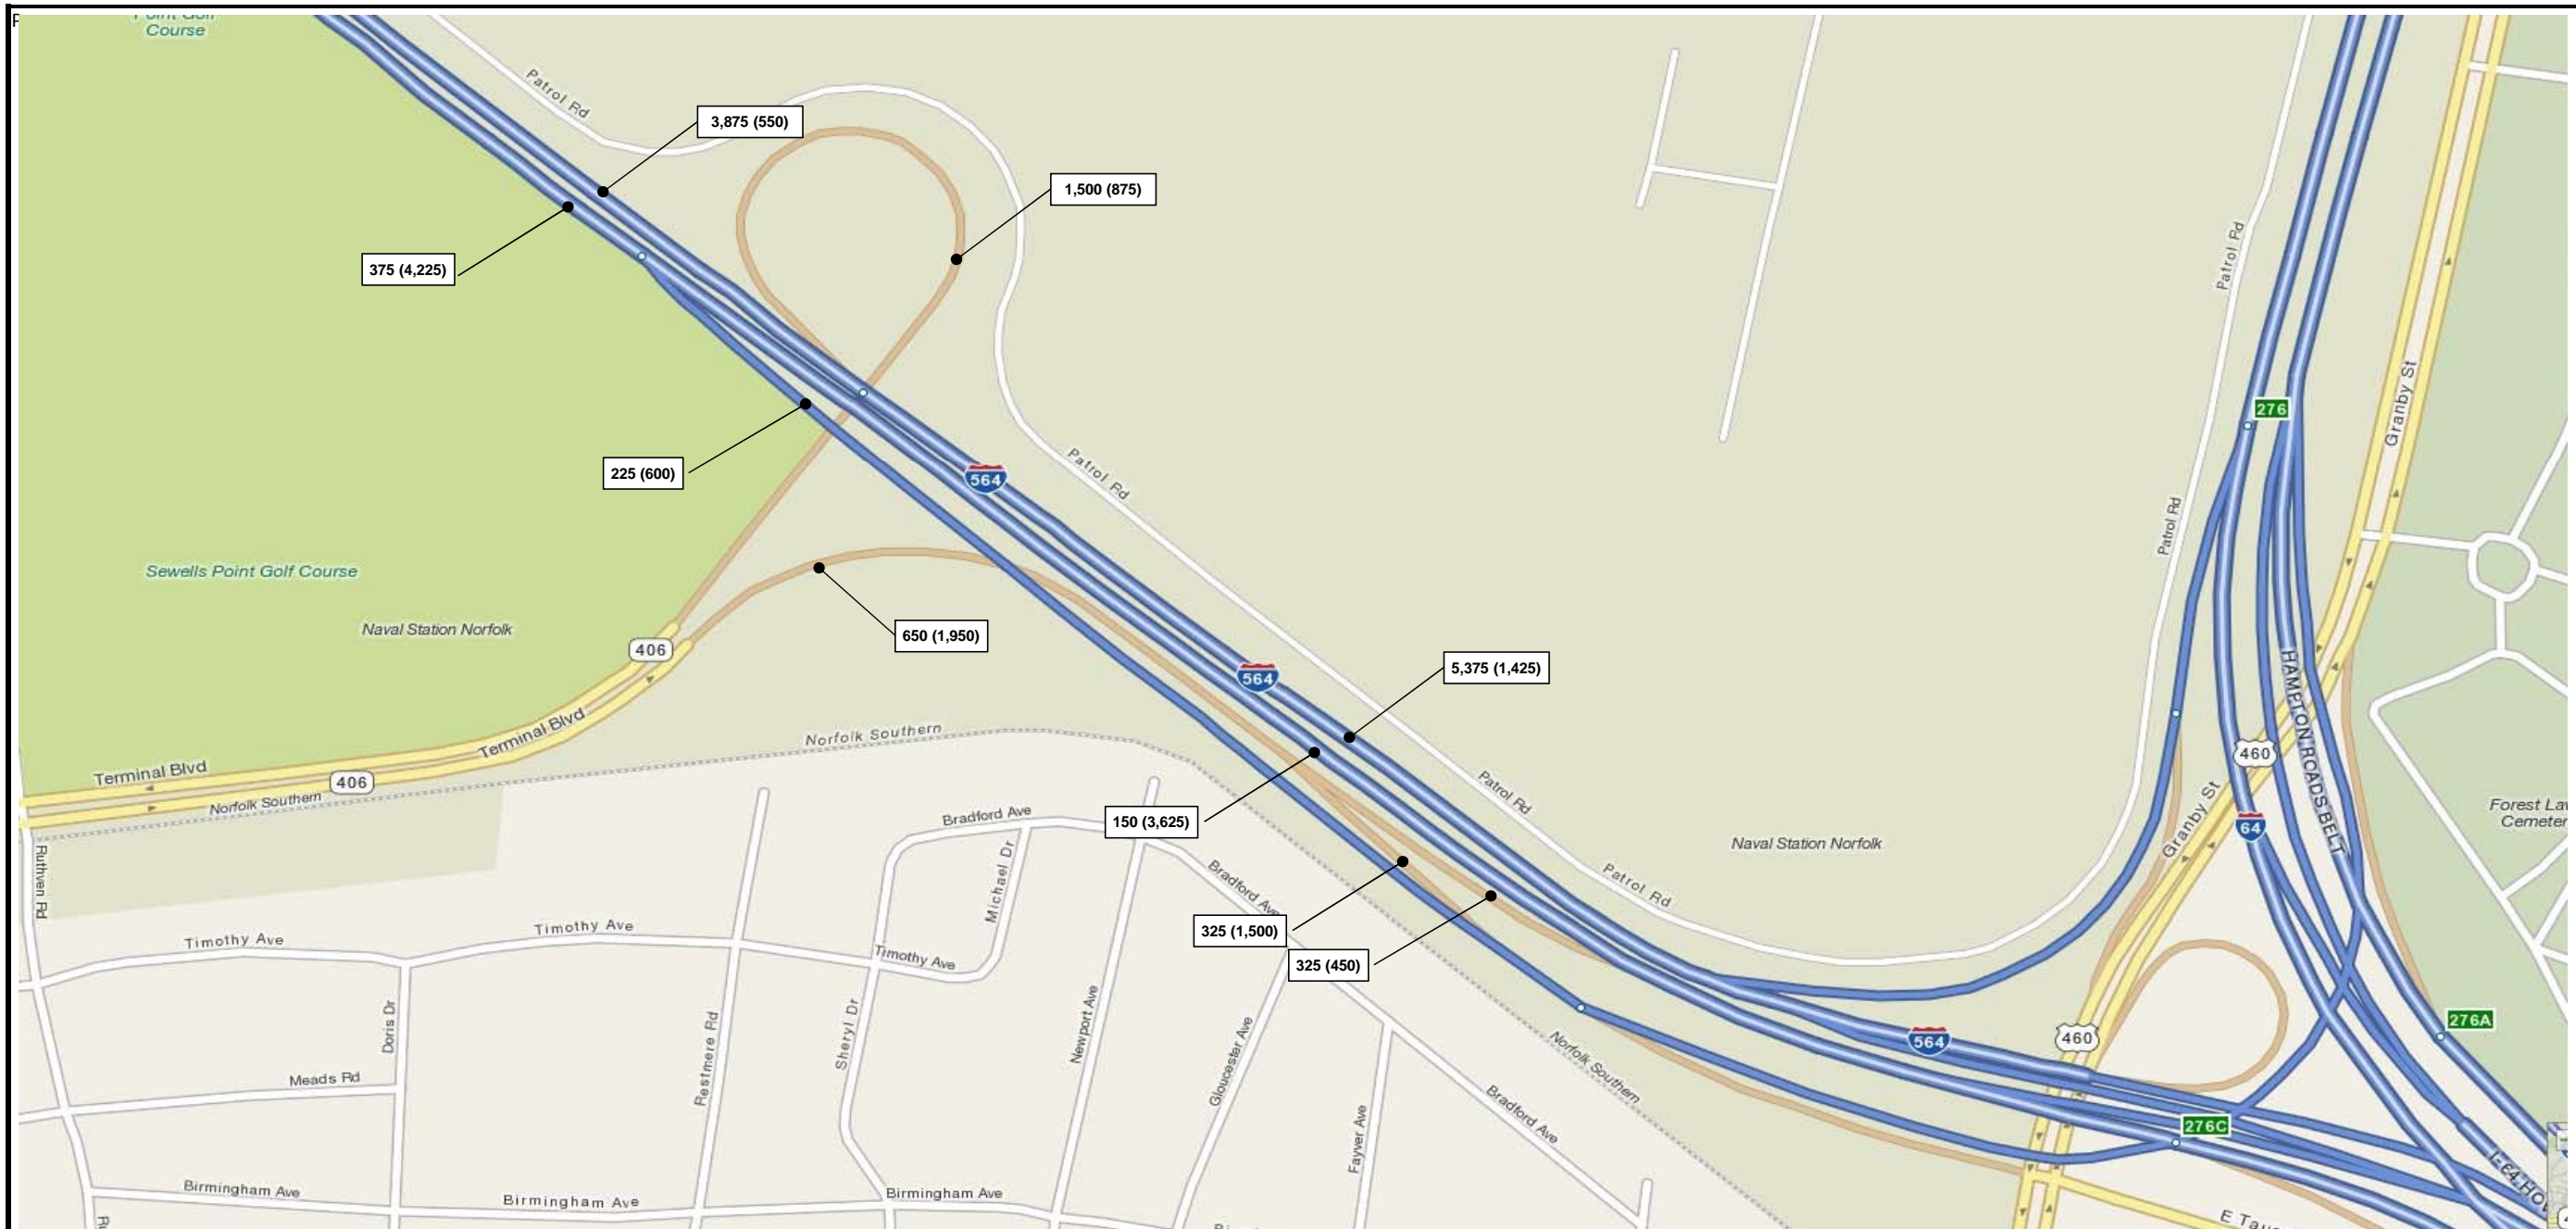 Point Golf
Course
Patrol Rd
3,875 (550)
1,500 (875)
375 (4,225)
Patrol Rd
276
Granby St
225 (600)
564
Patrol Rd
Patrol Rd
Sewells Point Golf Course
Naval Station Norfolk
406
650 (1,950)
564
5,375 (1,425)
HAMPTON ROADS BELT
Terminal Blvd
Norfolk Southern
460
Terminal Blvd
406
Norfolk Southern
Patrol Rd
Granby St
64
150 (3,625)
Bradford Ave
Naval Station Norfolk
Ruthven Rd
Michael Dr
Bradford Ave
Patrol Rd
325 (1,500)
Timothy Ave
Timothy Ave
Timothy Ave
325 (450)
276A
Doris Dr
Restmere Rd
Sheryl Dr
Newport Ave
Gloucester Ave
Norfolk Southern
564
460
Meads Rd
Bradford Ave
Fayver Ave
276C
Birmingham Ave
Birmingham Ave
Birmingham Ave